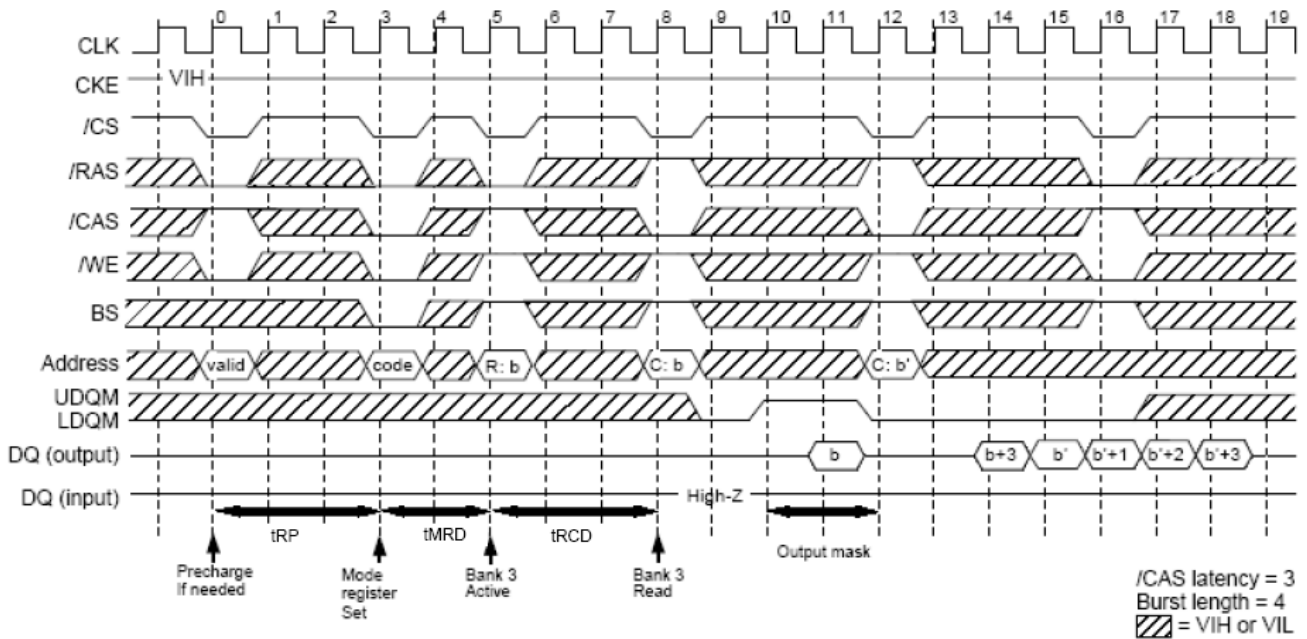 0 1 2 3 4 5 6 7 8 9 10 11 12 13 14 15 16 17 18 19
CLK
CKE VIH
/CS
/RAS
/CAS
/WE
BS
Address valid code R: b C: b C: b'
UDQM
LDQM
DQ (output) b b+3 b' b'+1 b'+2 b'+3
DQ (input) High-Z
tRP tMRD tRCD Output mask
Precharge
If needed
Mode
register
Set
Bank 3
Active
Bank 3
Read
/CAS latency = 3
Burst length = 4
= VIH or VIL